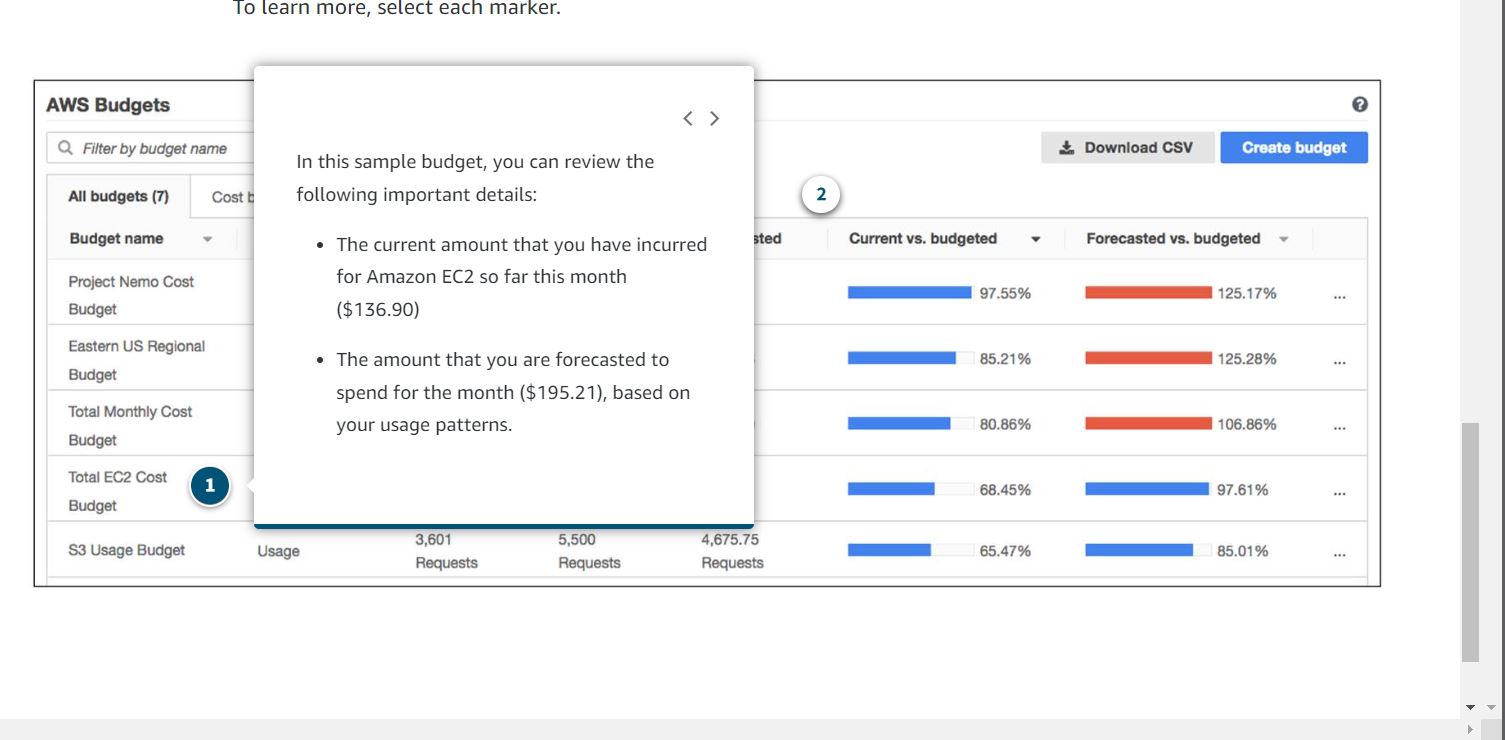 To learn more, select each marker.
AWS Budgets
Filter by budget name
Download CSV
Create budget
All budgets (7)
Cost
2
Budget name
Current vs. budgeted
Forecasted vs. budgeted
In this sample budget, you can review the
following important details:
• The current amount that you have incurred
for Amazon EC2 so far this month
($136.90)
• The amount that you are forecasted to
spend for the month ($195.21), based on
your usage patterns.
Project Nemo Cost
Budget
97.55%
125.17%
...
Eastern US Regional
Budget
85.21%
125.28%
...
Total Monthly Cost
Budget
80.86%
106.86%
...
Total EC2 Cost
Budget
1
68.45%
97.61%
...
S3 Usage Budget
Usage
3,601
Requests
5,500
Requests
4,675.75
Requests
65.47%
85.01%
...